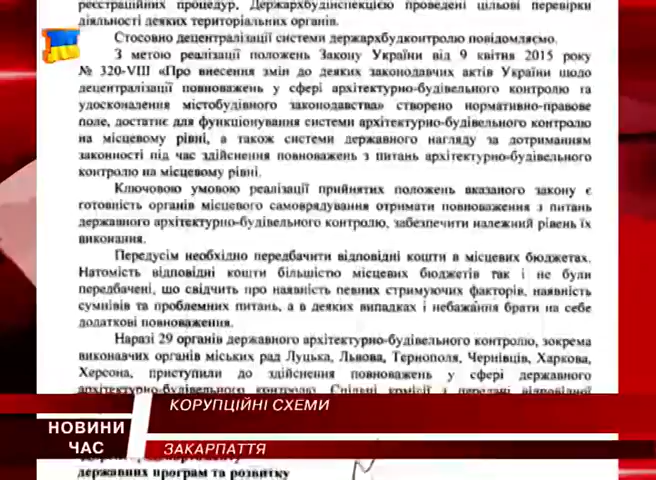 реєстраційних процедур. Держархбудінспекцією проведені цільові перевірки
діяльності деяких територіальних органів.
Стосовно децентралізації системи держархбудконтролю повідомляємо.
З метою реалізації положень Закону України від 9 квітня 2015 року
№ 320-VIII «Про внесення змін до деяких законодавчих актів України щодо
децентралізації повноважень у сфері архітектурно-будівельного контролю та
удосконалення містобудівного законодавства» створено нормативно-правове
поле, достатнє для функціонування системи архітектурно-будівельного контролю
на місцевому рівні, а також системи державного нагляду за дотриманням
законності під час здійснення повноважень з питань архітектурно-будівельного
контролю на місцевому рівні.
Ключовою умовою реалізації прийнятих положень вказаного закону є
готовність органів місцевого самоврядування отримати повноваження з питань
державного архітектурно-будівельного контролю, забезпечити належний рівень їх
виконання.
Передусім необхідно передбачити відповідні кошти в місцевих бюджетах.
Натомість відповідні кошти більшістю місцевих бюджетів так і не були
передбачені, що свідчить про наявність певних стримуючих факторів, наявність
сумнівів та проблемних питань, а в деяких випадках і небажання брати на себе
додаткові повноваження.
Наразі 29 органів державного архітектурно-будівельного контролю, зокрема
виконавчих органів міських рад Луцька, Львова, Тернополя, Чернівців, Харкова,
Херсона, приступили до здійснення повноважень у сфері державного
архітектурно-будівельного контролю. Спільні комісії з передачі відповідної
КОРУПЦІЙНІ СХЕМИ
НОВИНИ
ЧАС
ЗАКАРПАТТЯ
державних програм та розвитку